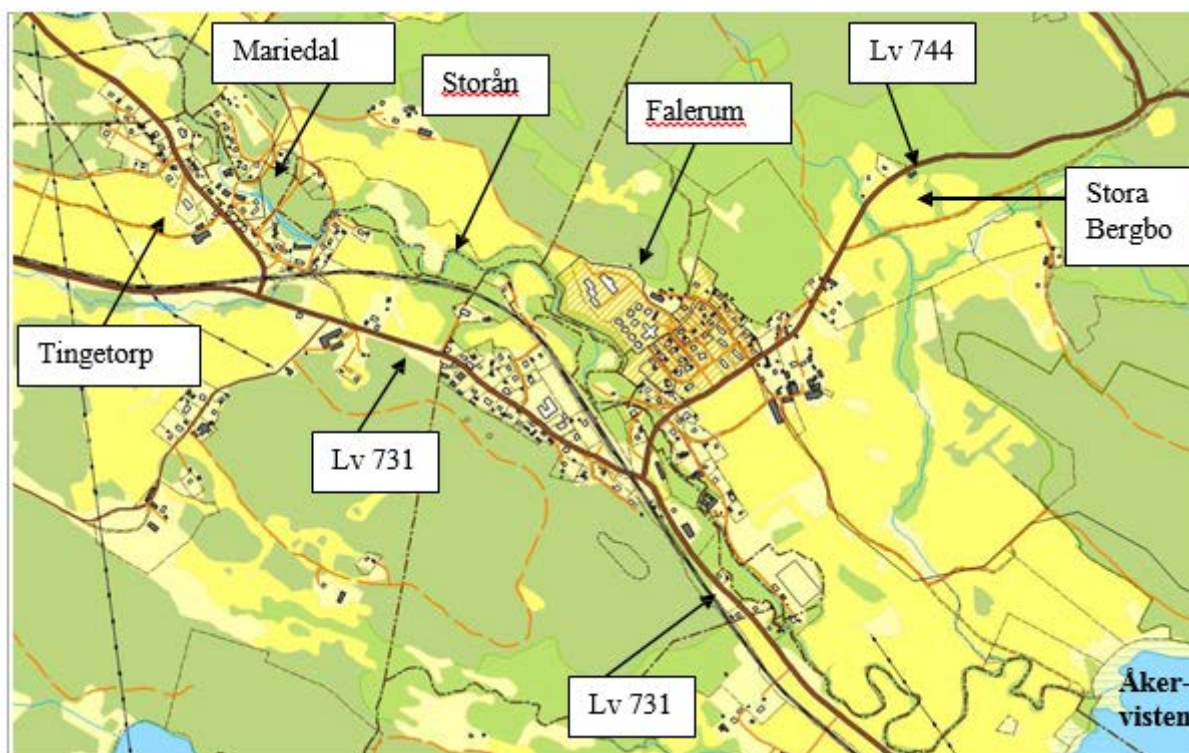 Mariedal
Storån
Lv 744
Falerum
Stora
Bergbo
Tingetorp
Lv 731
Lv 731
Åker-
visten